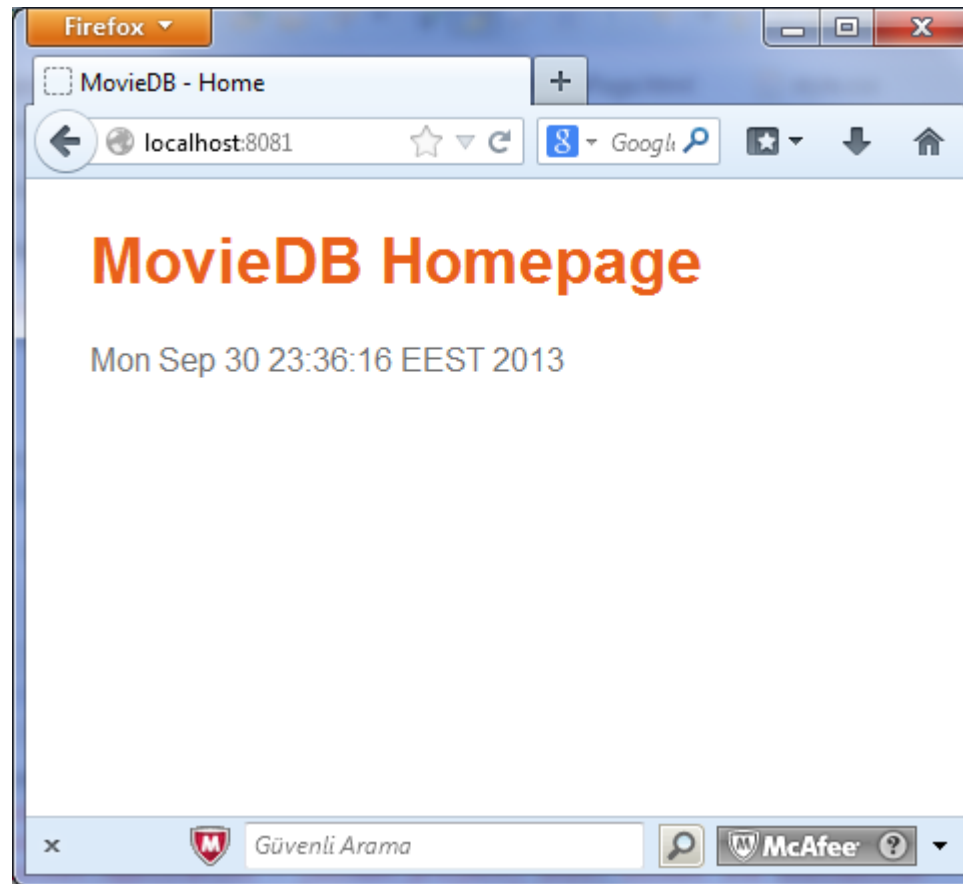 Firefox
MovieDB - Home
localhost:8081
8 Googl
MovieDB Homepage
Mon Sep 30 23:36:16 EEST 2013
Güvenli Arama
McAfee ?